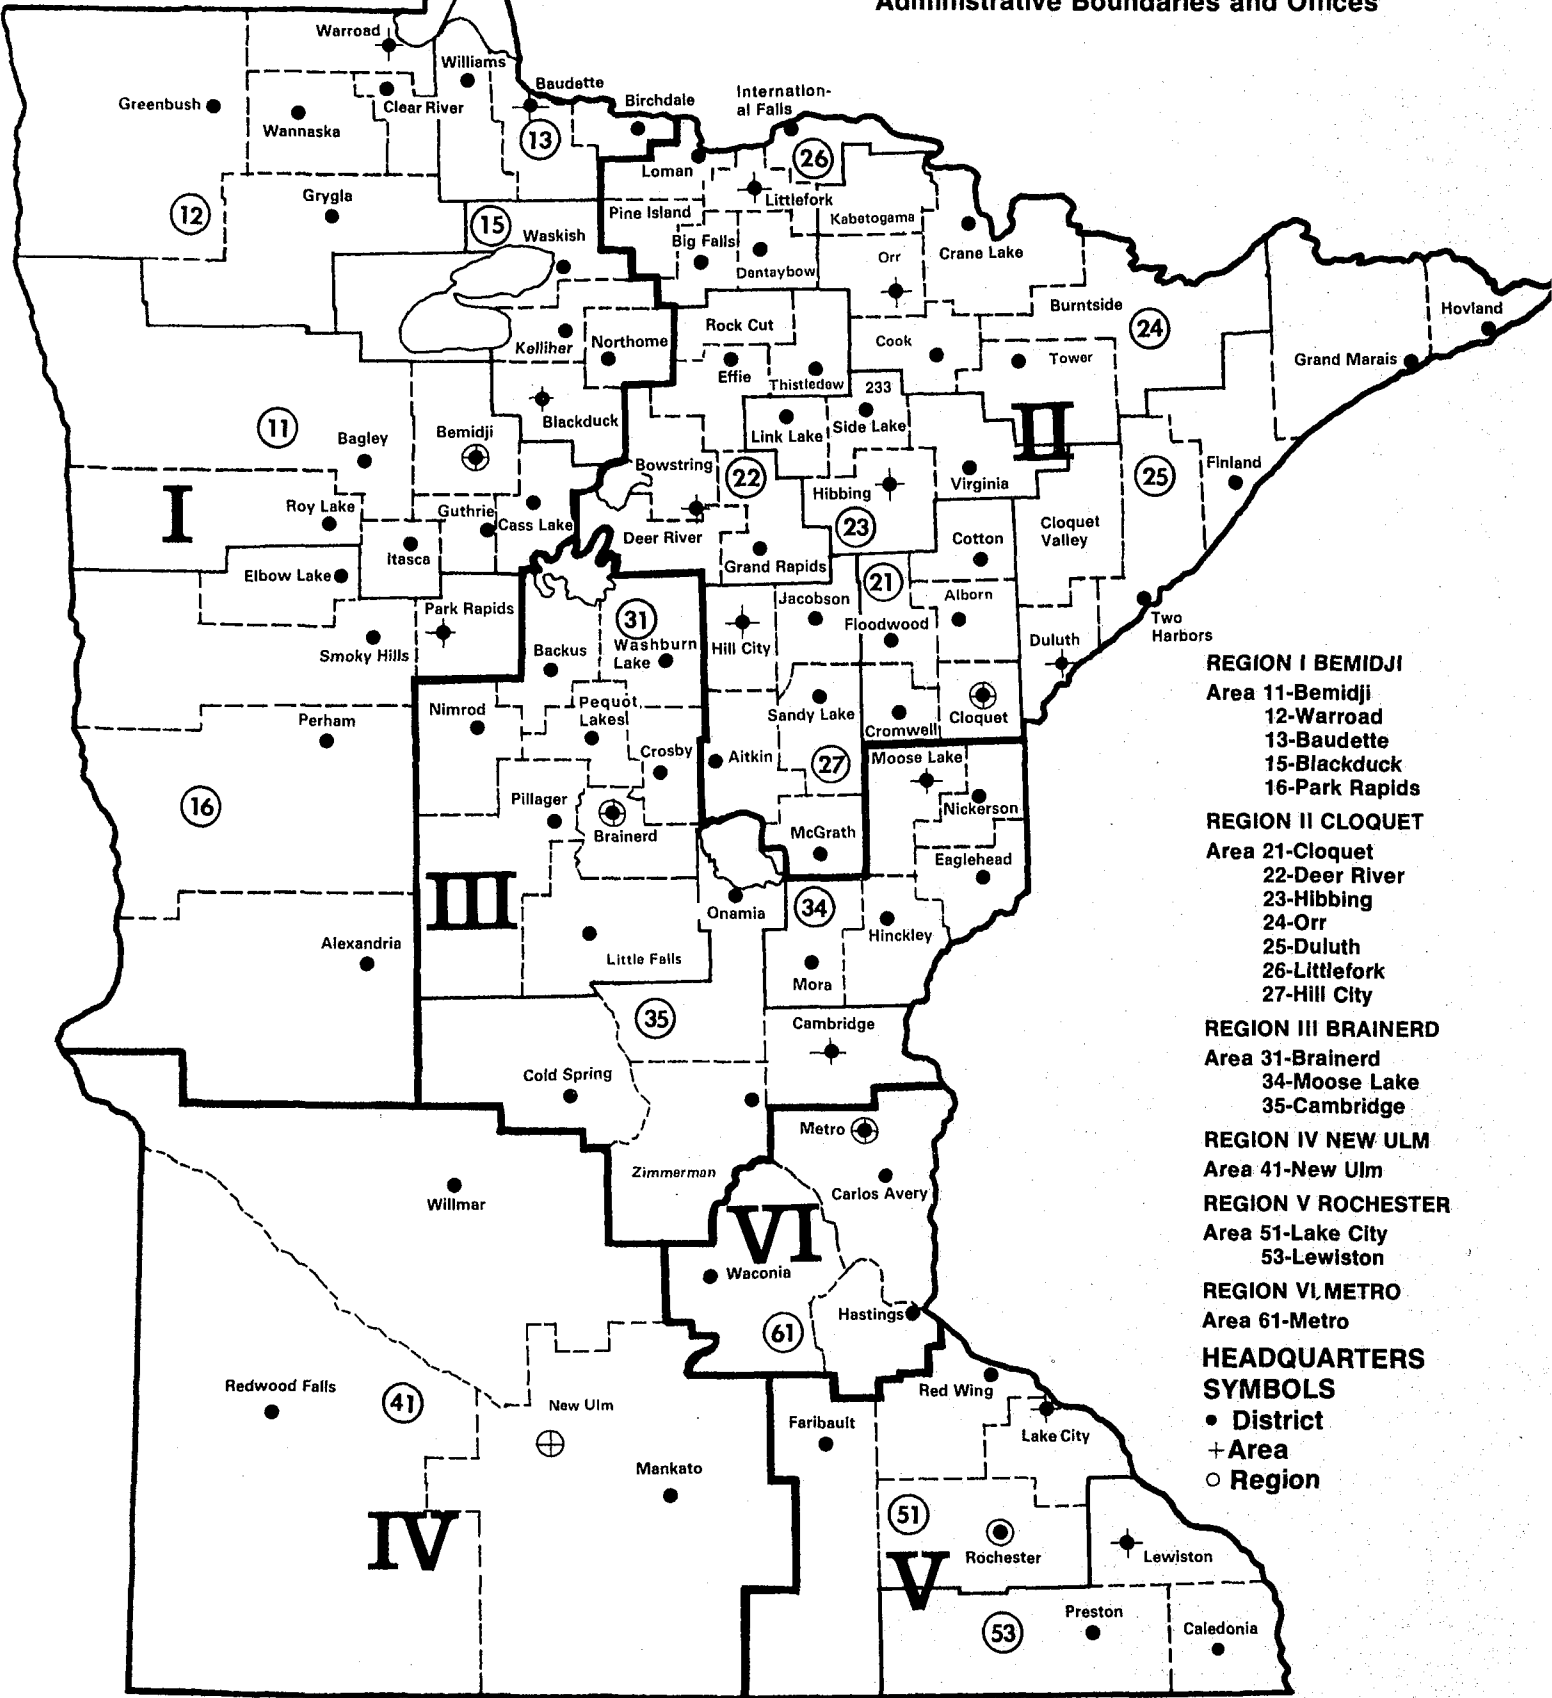 Administrative Boundaries and Offices
Warroad
Williams
Greenbush
Clear River
Wannaska
Baudette
Birchdale
Internation-
al Falls
13
26
Loman
Littlefork
12
Grygla
15
Waskish
Pine Island
Kabetogama
Big Falls
Dentaybow
Orr
Crane Lake
Burntside
Hovland
24
Rock Cut
Kelliher
Northome
Cook
Tower
Grand Marais
Effie
Thistledew
233
Blackduck
Link Lake
Side Lake
II
11
Bagley
Bemidji
Bowstring
22
Hibbing
Virginia
25
Finland
I
Roy Lake
Guthrie
Cass Lake
Deer River
23
Cloquet
Valley
Itasca
Grand Rapids
Cotton
Elbow Lake
21
Park Rapids
31
Jacobson
Alborn
Floodwood
Two
Harbors
Smoky Hills
Backus
Washburn
Lake
Hill City
Duluth
Nimrod
Pequot
Lakes
Sandy Lake
Cromwell
Cloquet
Perham
Crosby
Aitkin
27
Moose Lake
16
Pillager
Brainerd
Nickerson
McGrath
Eaglehead
III
Onamia
34
Hinckley
Alexandria
Little Falls
Mora
35
Cambridge
Cold Spring
Metro
Zimmerman
Carlos Avery
Willmar
VI
Waconia
61
Hastings
Redwood Falls
41
New Ulm
Red Wing
Faribault
Lake City
Mankato
IV
51
Rochester
Lewiston
V
53
Preston
Caledonia
REGION I BEMIDJI
Area 11-Bemidji
12-Warroad
13-Baudette
15-Blackduck
16-Park Rapids
REGION II CLOQUET
Area 21-Cloquet
22-Deer River
23-Hibbing
24-Orr
25-Duluth
26-Littlefork
27-Hill City
REGION III BRAINERD
Area 31-Brainerd
34-Moose Lake
35-Cambridge
REGION IV NEW ULM
Area 41-New Ulm
REGION V ROCHESTER
Area 51-Lake City
53-Lewiston
REGION VI METRO
Area 61-Metro
HEADQUARTERS
SYMBOLS
● District
+ Area
○ Region